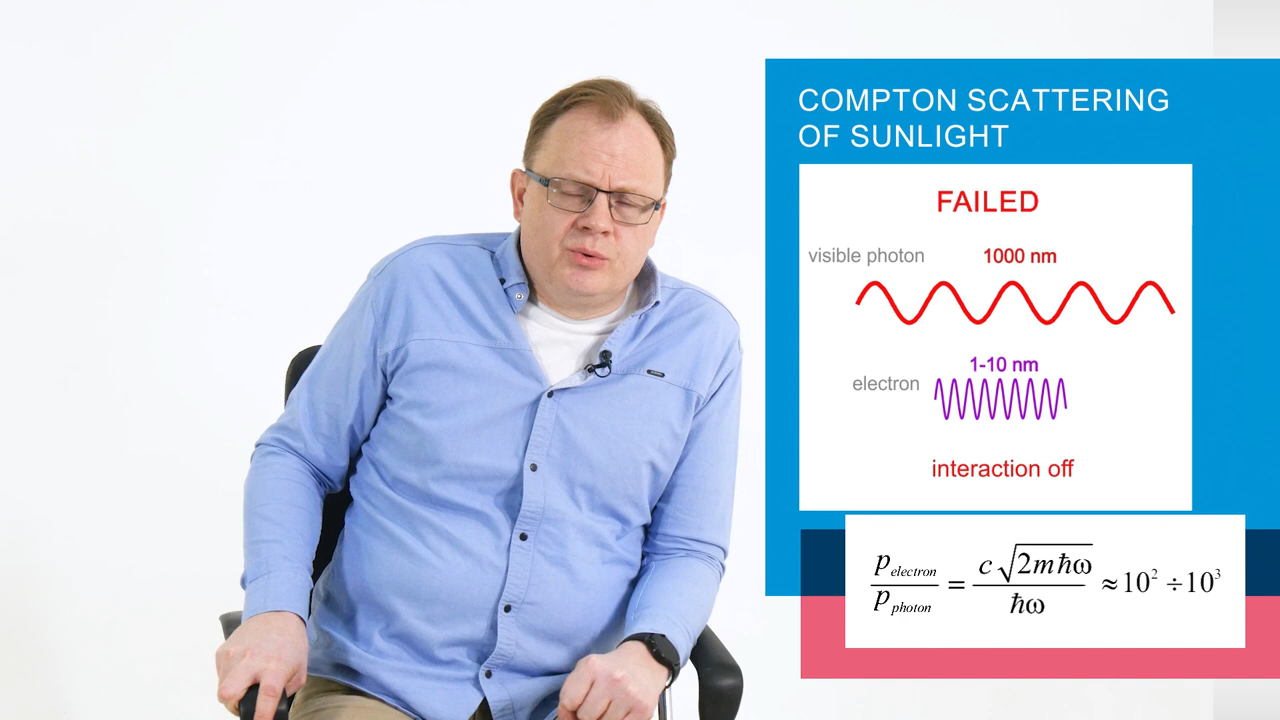 COMPTON SCATTERING
OF SUNLIGHT
FAILED
visible photon 1000 nm
1-10 nm
electron
interaction off
p_electron / p_photon = c√(2mħω) / ħω ≈ 10² ÷ 10³